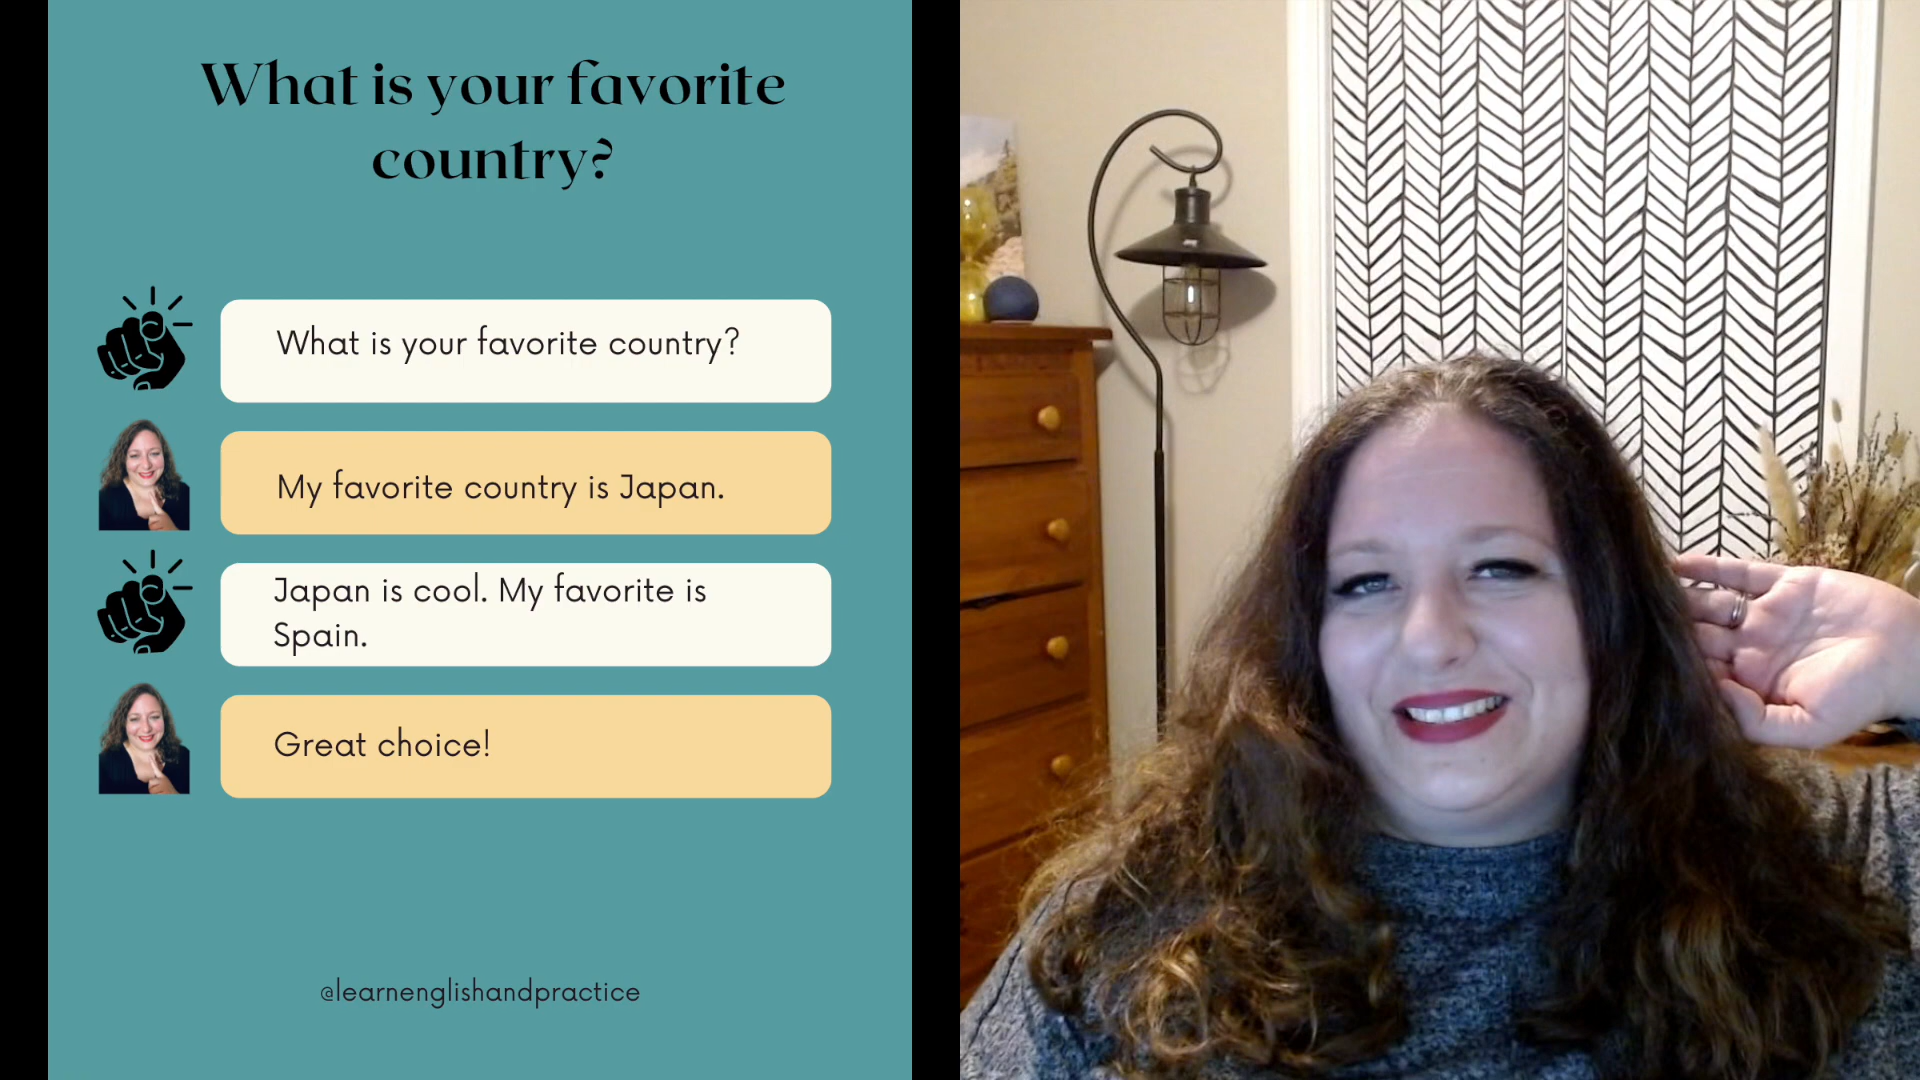 What is your favorite
country?
What is your favorite country?
My favorite country is Japan.
Japan is cool. My favorite is
Spain.
Great choice!
@learnenglishandpractice